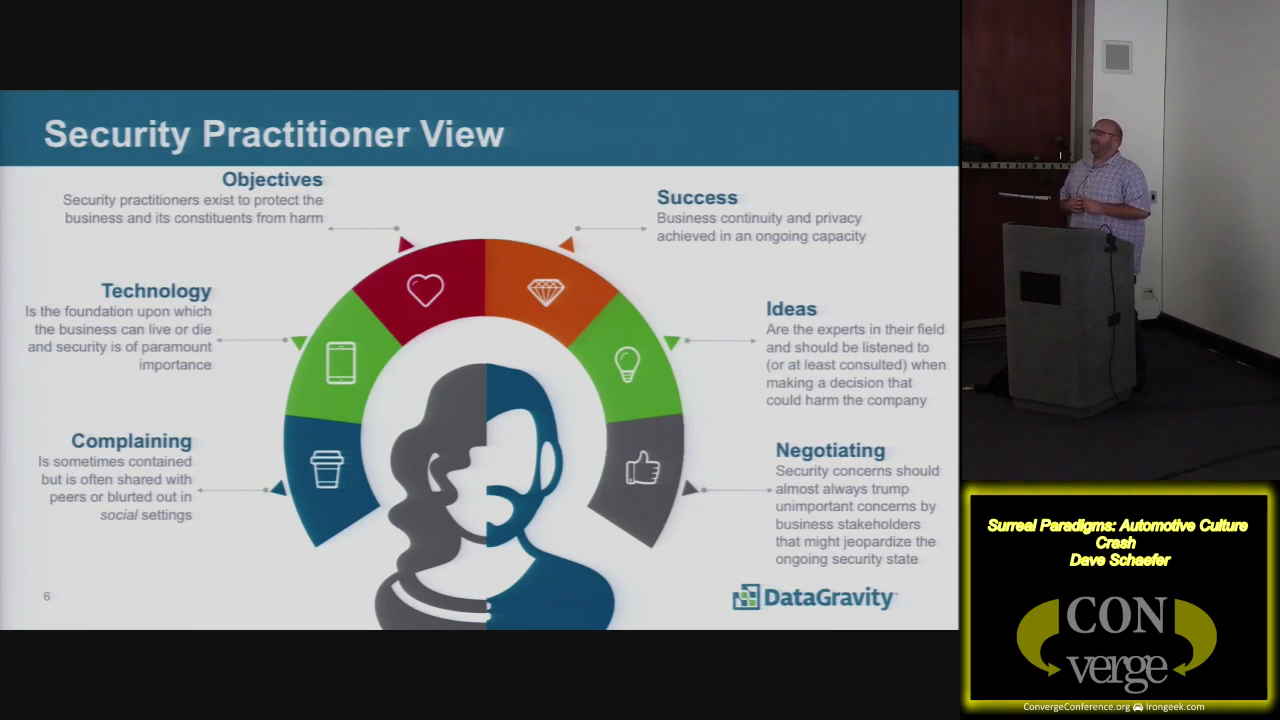 Security Practitioner View
Objectives
Security practitioners exist to protect the
business and its constituents from harm
Success
Business continuity and privacy
achieved in an ongoing capacity
Technology
Is the foundation upon which
the business can live or die
and security is of paramount
importance
Ideas
Are the experts in their field
and should be listened to
(or at least consulted) when
making a decision that
could harm the company
Complaining
Is sometimes contained
but is often shared with
peers or blurted out in
social settings
Negotiating
Security concerns should
almost always trump
unimportant concerns by
business stakeholders
that might jeopardize the
ongoing security state
6
DataGravity
Surreal Paradigms: Automotive Culture
Crash
Dave Schaefer
CON
verge
ConvergeConference.org Irongeek.com